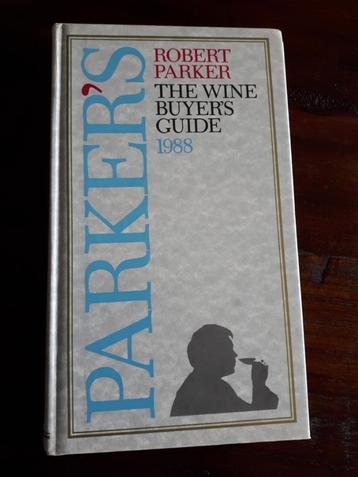 PARKER'S
ROBERT
PARKER
THE WINE
BUYER'S
GUIDE
1988